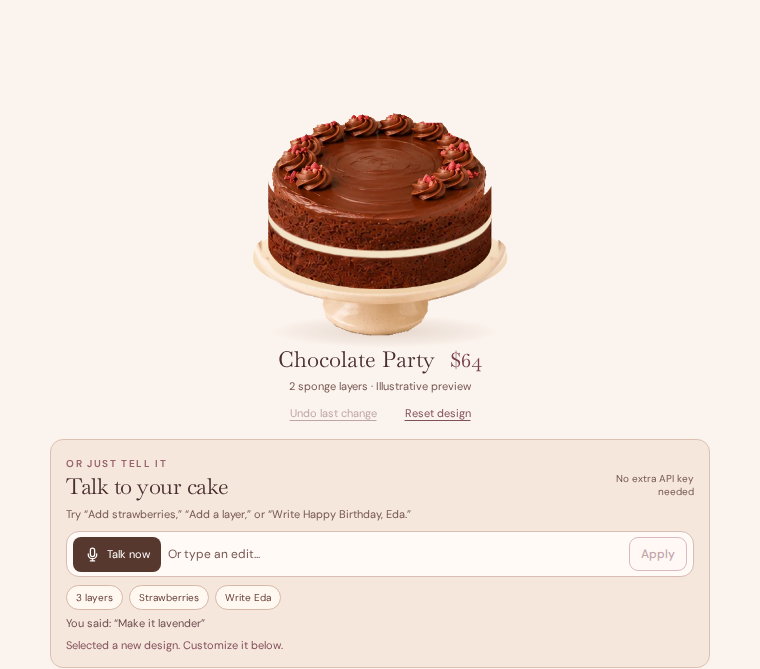 Chocolate Party $64
2 sponge layers · Illustrative preview
Undo last change Reset design
OR JUST TELL IT
Talk to your cake
No extra API key
needed
Try “Add strawberries,” “Add a layer,” or “Write Happy Birthday, Eda.”
Talk now Or type an edit... Apply
3 layers Strawberries Write Eda
You said: “Make it lavender”
Selected a new design. Customize it below.